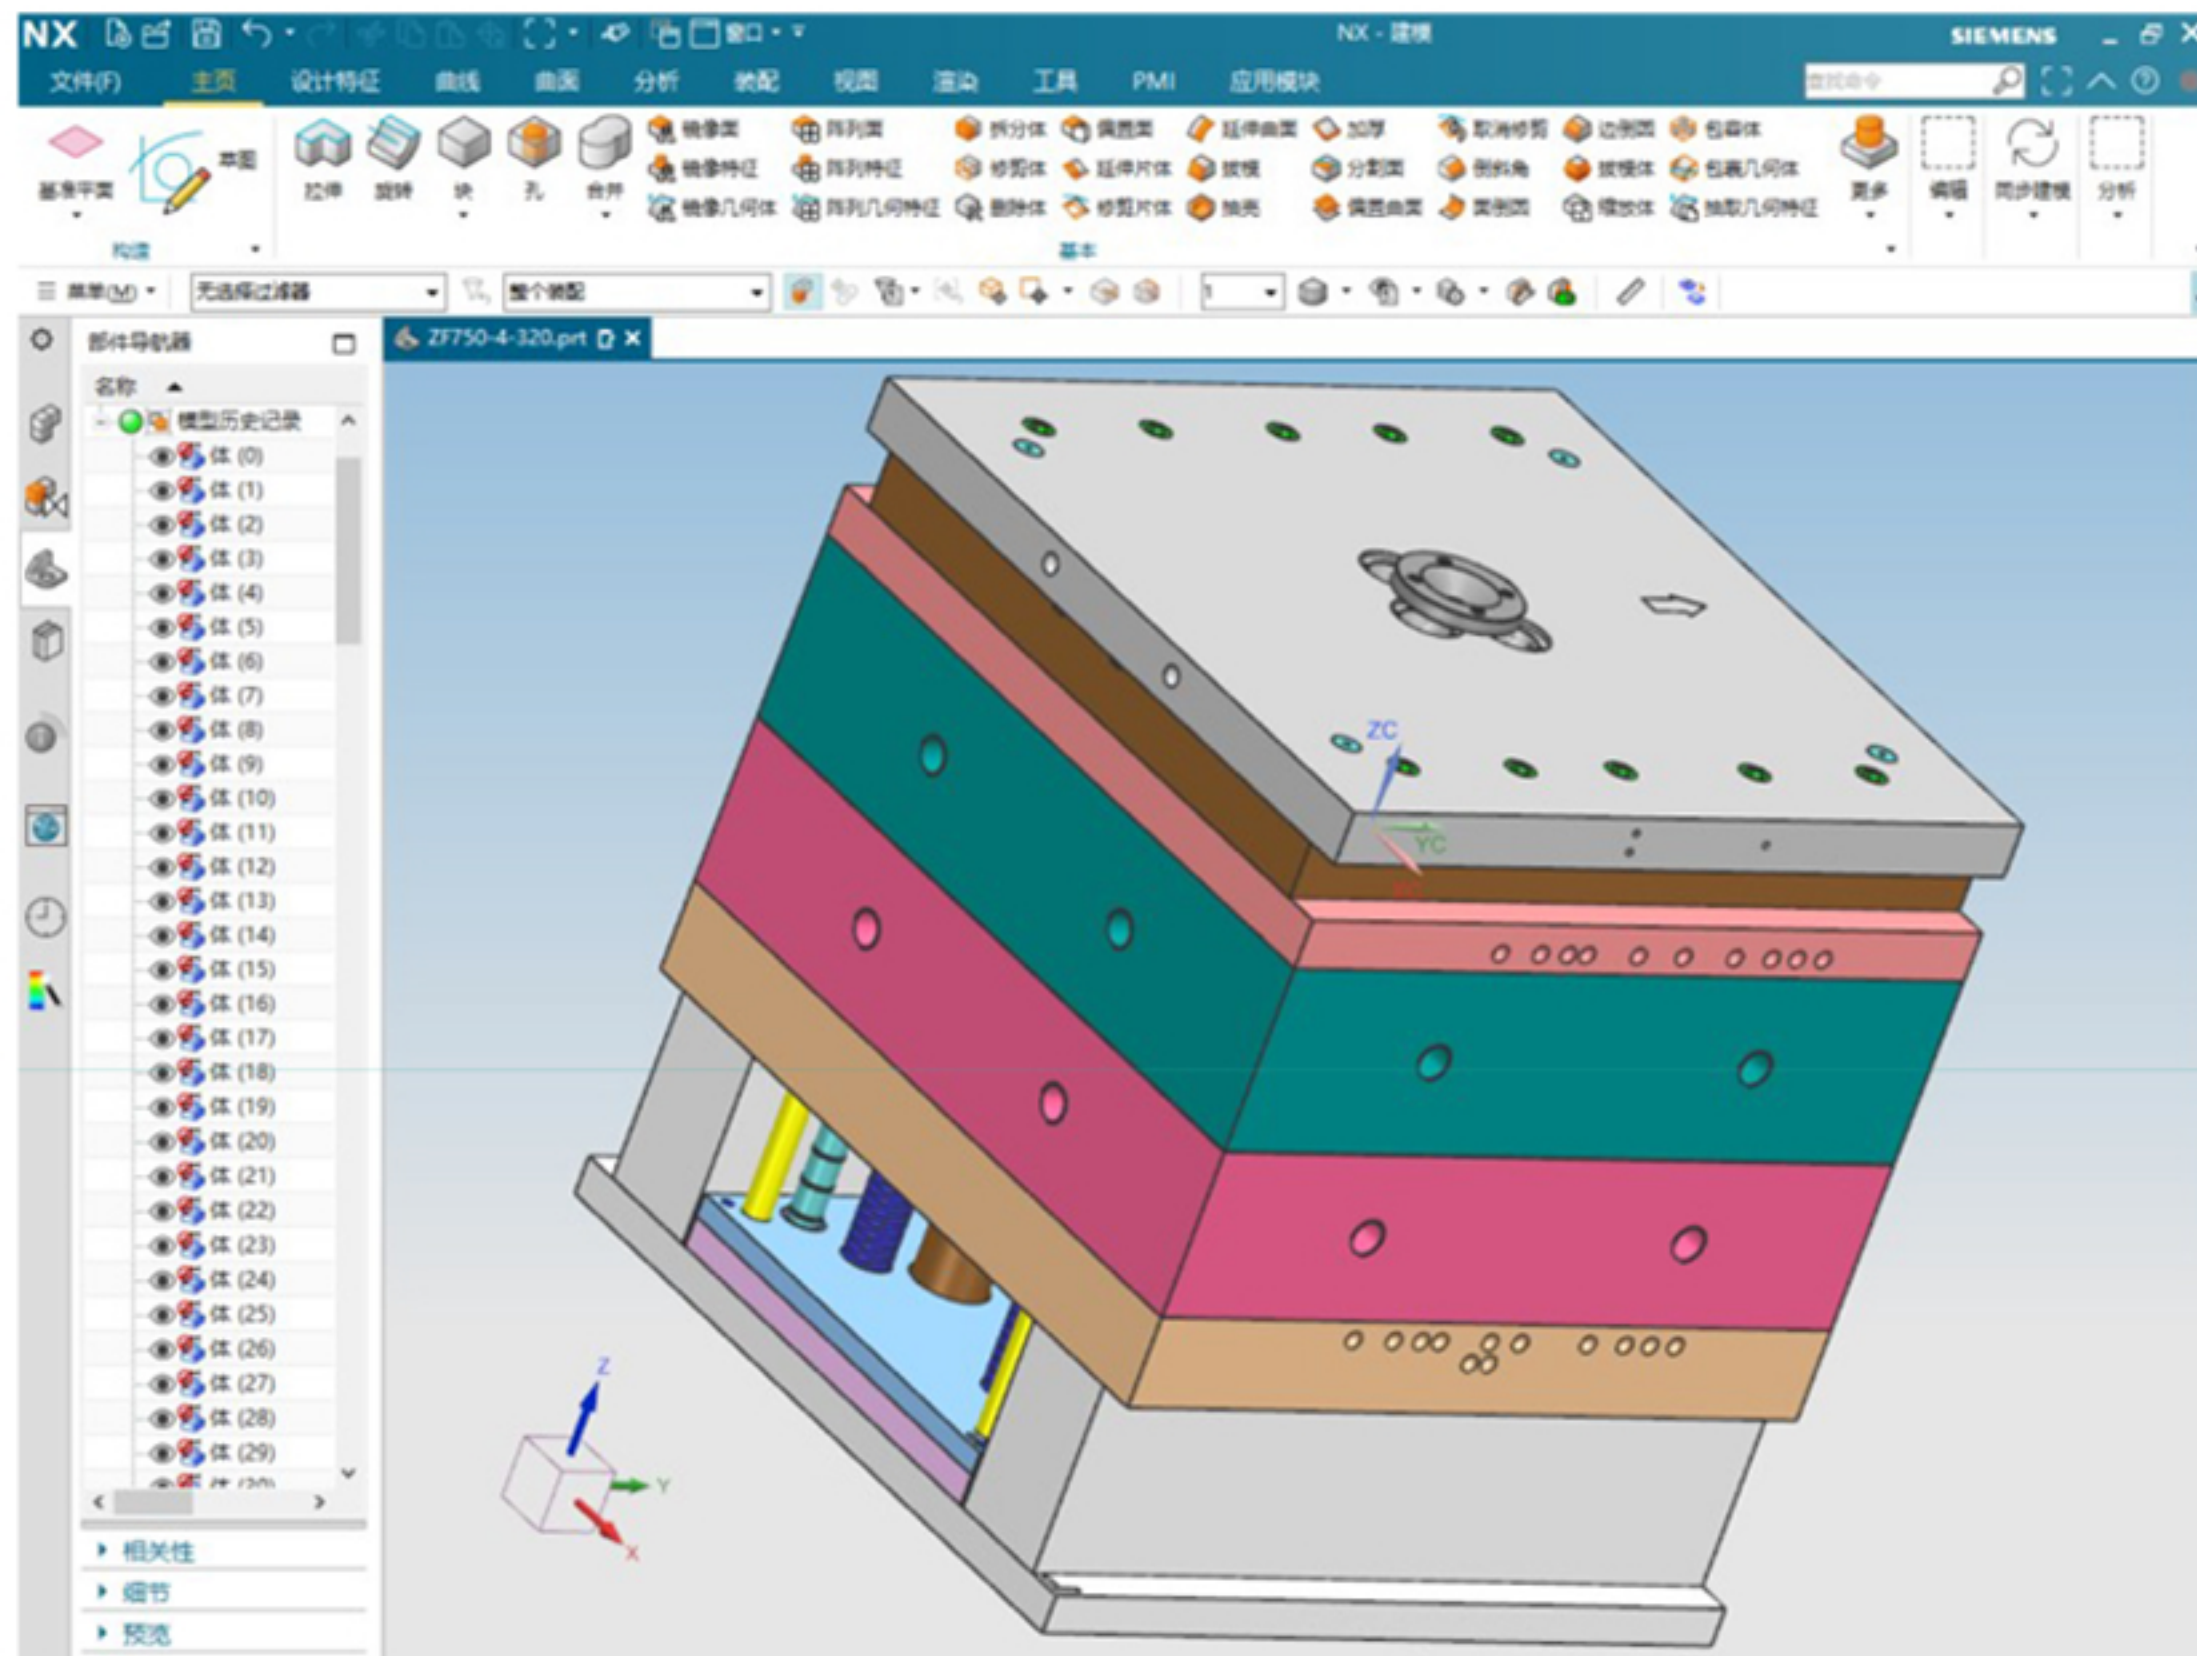 NX 窗口 NX - 建模 SIEMENS
文件(F) 主页 设计特征 曲线 曲面 分析 装配 视图 渲染 工具 PMI 应用模块 查找命令
镜像面 阵列面 拆分体 偏置面 延伸曲面 加厚 取消修剪 边倒圆 包容体
基准平面 草图 拉伸 旋转 块 孔 合并 镜像特征 阵列特征 修剪体 延伸片体 拔模 分割面 倒斜角 拔模体 包裹几何体 更多 编辑 同步建模 分析
镜像几何体 阵列几何特征 删除体 修剪片体 抽壳 偏置曲面 面倒圆 缩放体 抽取几何特征
构造 基本
菜单(M) 无选择过滤器 整个装配 1
部件导航器 ZF750-4-320.prt
名称
模型历史记录
体 (0)
体 (1)
体 (2)
体 (3)
体 (4)
体 (5)
体 (6)
体 (7)
体 (8)
体 (9)
体 (10)
体 (11)
体 (12)
体 (13)
体 (14)
体 (15)
体 (16)
体 (17)
体 (18)
体 (19)
体 (20)
体 (21)
体 (22)
体 (23)
体 (24)
体 (25)
体 (26)
体 (27)
体 (28)
体 (29)
体 (30)
相关性
细节
预览
ZC
YC
XC
Z
Y
X